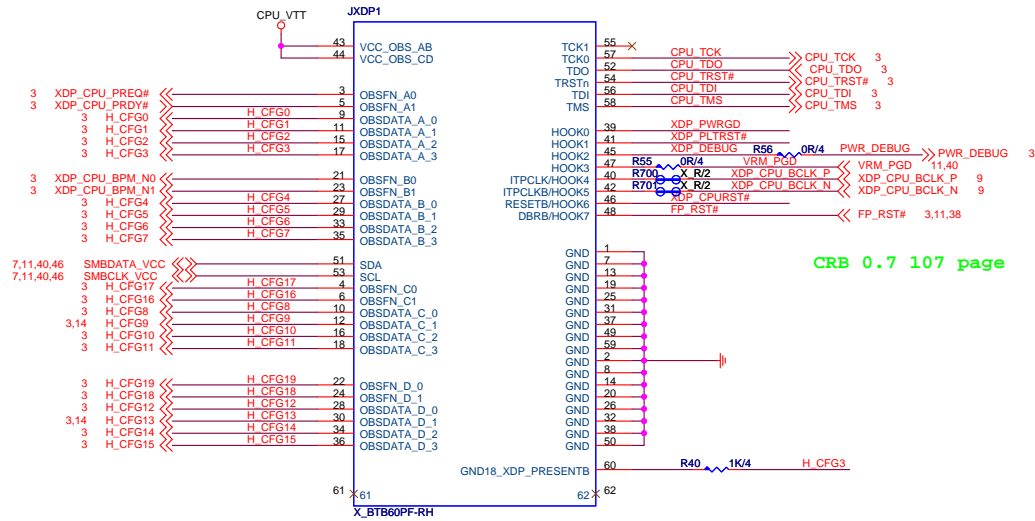 CPU_VTT
JXDP1
43 VCC_OBS_AB
44 VCC_OBS_CD
3 XDP_CPU_PREQ# 3 OBSFN_A0
3 XDP_CPU_PRDY# 5 OBSFN_A1
3 H_CFG0 H_CFG0 9 OBSDATA_A_0
3 H_CFG1 H_CFG1 11 OBSDATA_A_1
3 H_CFG2 H_CFG2 15 OBSDATA_A_2
3 H_CFG3 H_CFG3 17 OBSDATA_A_3
3 XDP_CPU_BPM_N0 21 OBSFN_B0
3 XDP_CPU_BPM_N1 23 OBSFN_B1
3 H_CFG4 H_CFG4 27 OBSDATA_B_0
3 H_CFG5 H_CFG5 29 OBSDATA_B_1
3 H_CFG6 H_CFG6 33 OBSDATA_B_2
3 H_CFG7 H_CFG7 35 OBSDATA_B_3
7,11,40,46 SMBDATA_VCC 51 SDA
7,11,40,46 SMBCLK_VCC 53 SCL
3 H_CFG17 H_CFG17 4 OBSFN_C0
3 H_CFG16 H_CFG16 6 OBSFN_C1
3 H_CFG8 H_CFG8 10 OBSDATA_C_0
3,14 H_CFG9 H_CFG9 12 OBSDATA_C_1
3 H_CFG10 H_CFG10 16 OBSDATA_C_2
3 H_CFG11 H_CFG11 18 OBSDATA_C_3
3 H_CFG19 H_CFG19 22 OBSFN_D_0
3 H_CFG18 H_CFG18 24 OBSFN_D_1
3 H_CFG12 H_CFG12 28 OBSDATA_D_0
3,14 H_CFG13 H_CFG13 30 OBSDATA_D_1
3 H_CFG14 H_CFG14 34 OBSDATA_D_2
3 H_CFG15 H_CFG15 36 OBSDATA_D_3
61 61
TCK1 55
TCK0 57 CPU_TCK CPU_TCK 3
TDO 52 CPU_TDO CPU_TDO 3
TRSTn 54 CPU_TRST# CPU_TRST# 3
TDI 56 CPU_TDI CPU_TDI 3
TMS 58 CPU_TMS CPU_TMS 3
HOOK0 39 XDP_PWRGD
HOOK1 41 XDP_PLTRST#
HOOK2 45 XDP_DEBUG R56 0R/4 PWR_DEBUG PWR_DEBUG 3
HOOK3 47 R55 0R/4 VRM_PGD VRM_PGD 11,40
ITPCLK/HOOK4 40 R700 X_R/2 XDP_CPU_BCLK_P XDP_CPU_BCLK_P 9
ITPCLKB/HOOK5 42 R701 X_R/2 XDP_CPU_BCLK_N XDP_CPU_BCLK_N 9
RESETB/HOOK6 46 XDP_CPURST#
DBRB/HOOK7 48 FP_RST# FP_RST# 3,11,38
GND 1
GND 7
GND 13
GND 19
GND 25
GND 31
GND 37
GND 49
GND 59
GND 2
GND 8
GND 14
GND 20
GND 26
GND 32
GND 38
GND 50
CRB 0.7 107 page
GND18_XDP_PRESENTB 60 R40 1K/4 H_CFG3
62 62
X_BTB60PF-RH